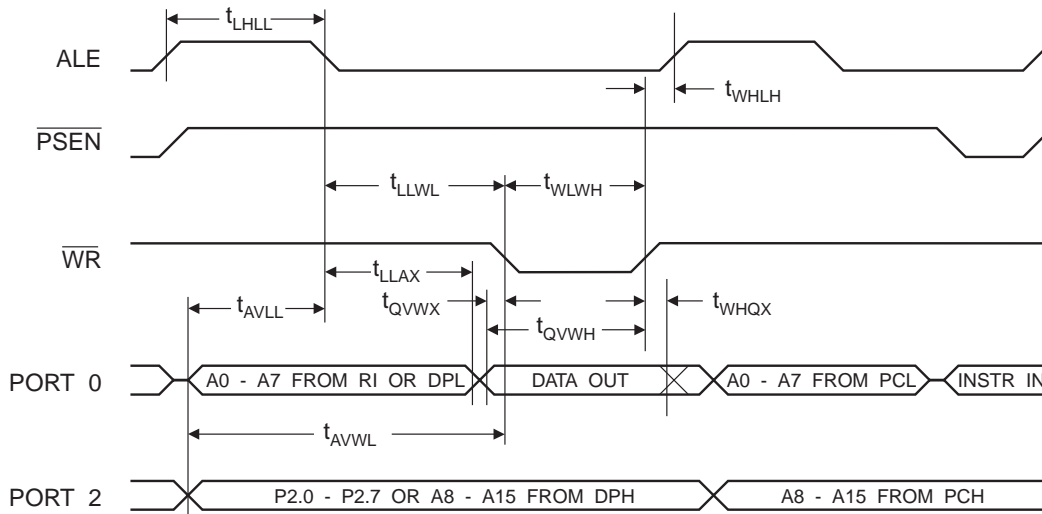 tLHLL
ALE
tWHLH
PSEN
tLLWL
tWLWH
WR
tLLAX
tQVWX
tWHQX
tAVLL
tQVWH
PORT 0
A0 - A7 FROM RI OR DPL
DATA OUT
A0 - A7 FROM PCL
INSTR IN
tAVWL
PORT 2
P2.0 - P2.7 OR A8 - A15 FROM DPH
A8 - A15 FROM PCH